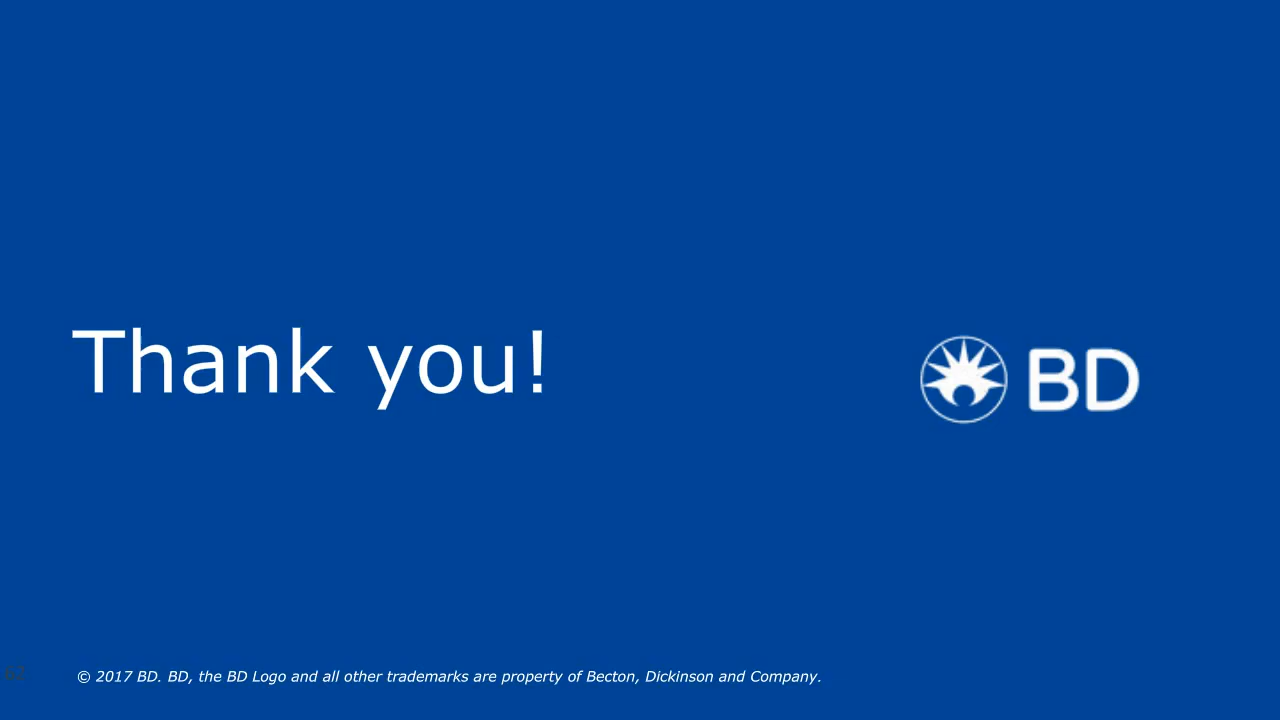 Thank you!
BD
© 2017 BD. BD, the BD Logo and all other trademarks are property of Becton, Dickinson and Company.